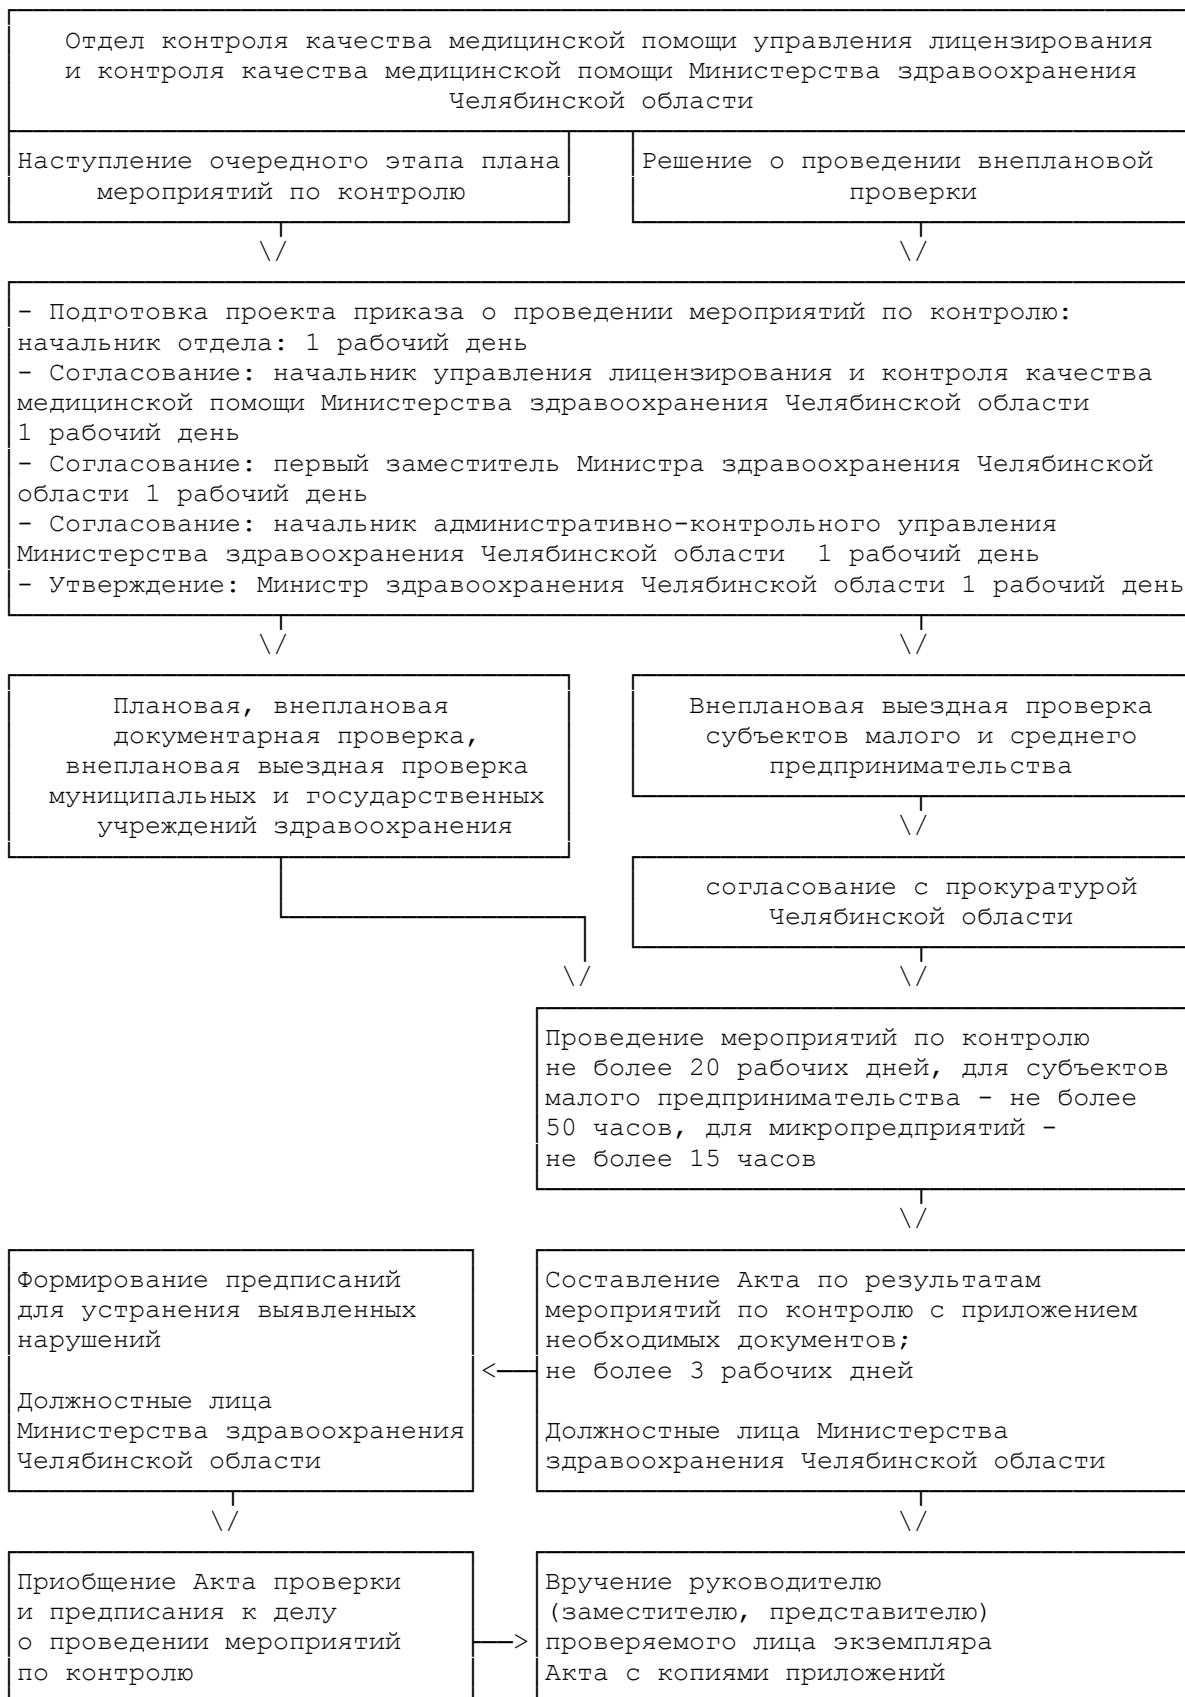 Отдел контроля качества медицинской помощи управления лицензирования
и контроля качества медицинской помощи Министерства здравоохранения
Челябинской области
Наступление очередного этапа плана
мероприятий по контролю
Решение о проведении внеплановой
проверки
- Подготовка проекта приказа о проведении мероприятий по контролю:
начальник отдела: 1 рабочий день
- Согласование: начальник управления лицензирования и контроля качества
медицинской помощи Министерства здравоохранения Челябинской области
1 рабочий день
- Согласование: первый заместитель Министра здравоохранения Челябинской
области 1 рабочий день
- Согласование: начальник административно-контрольного управления
Министерства здравоохранения Челябинской области 1 рабочий день
- Утверждение: Министр здравоохранения Челябинской области 1 рабочий день
Плановая, внеплановая
документарная проверка,
внеплановая выездная проверка
муниципальных и государственных
учреждений здравоохранения
Внеплановая выездная проверка
субъектов малого и среднего
предпринимательства
согласование с прокуратурой
Челябинской области
Проведение мероприятий по контролю
не более 20 рабочих дней, для субъектов
малого предпринимательства - не более
50 часов, для микропредприятий -
не более 15 часов
Формирование предписаний
для устранения выявленных
нарушений
Должностные лица
Министерства здравоохранения
Челябинской области
Составление Акта по результатам
мероприятий по контролю с приложением
необходимых документов;
не более 3 рабочих дней
Должностные лица Министерства
здравоохранения Челябинской области
Приобщение Акта проверки
и предписания к делу
о проведении мероприятий
по контролю
Вручение руководителю
(заместителю, представителю)
проверяемого лица экземпляра
Акта с копиями приложений